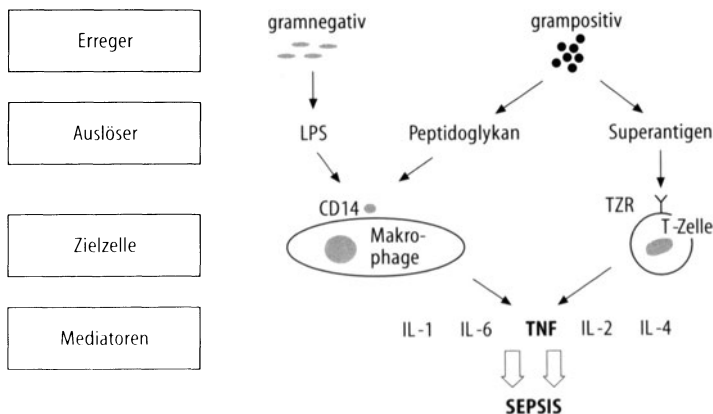 gramnegativ grampositiv
Erreger
Auslöser
LPS Peptidoglykan Superantigen
CD14 TZR
T-Zelle
Zielzelle
Makro-
phage
Mediatoren
IL-1 IL-6 TNF IL-2 IL-4
SEPSIS